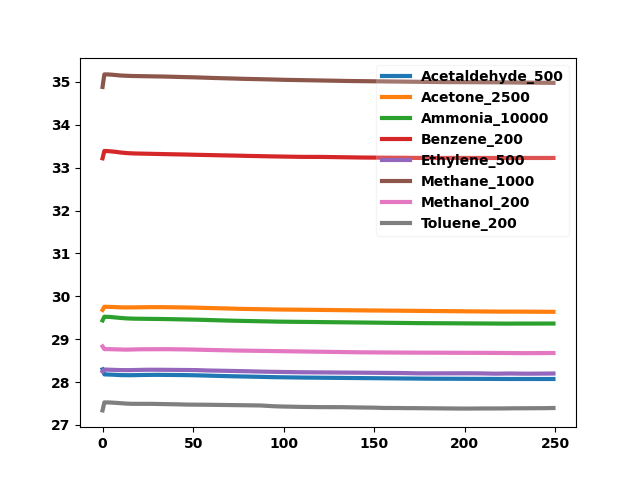 35
34
33
32
31
30
29
28
27
0 50 100 150 200 250
Acetaldehyde_500
Acetone_2500
Ammonia_10000
Benzene_200
Ethylene_500
Methane_1000
Methanol_200
Toluene_200